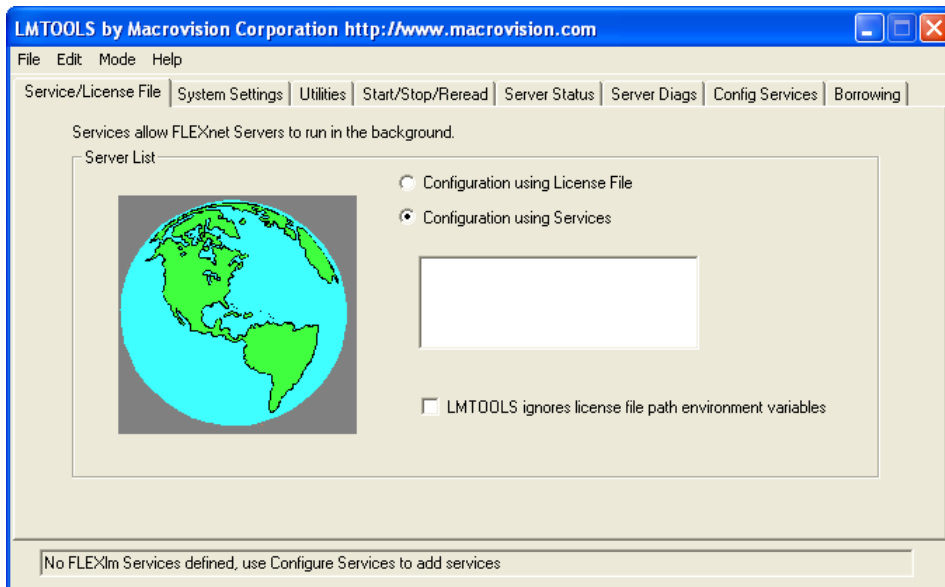 LMTOOLS by Macrovision Corporation http://www.macrovision.com
File Edit Mode Help
Service/License File System Settings Utilities Start/Stop/Reread Server Status Server Diags Config Services Borrowing
Services allow FLEXnet Servers to run in the background.
Server List
Configuration using License File
Configuration using Services
LMTOOLS ignores license file path environment variables
No FLEXlm Services defined, use Configure Services to add services